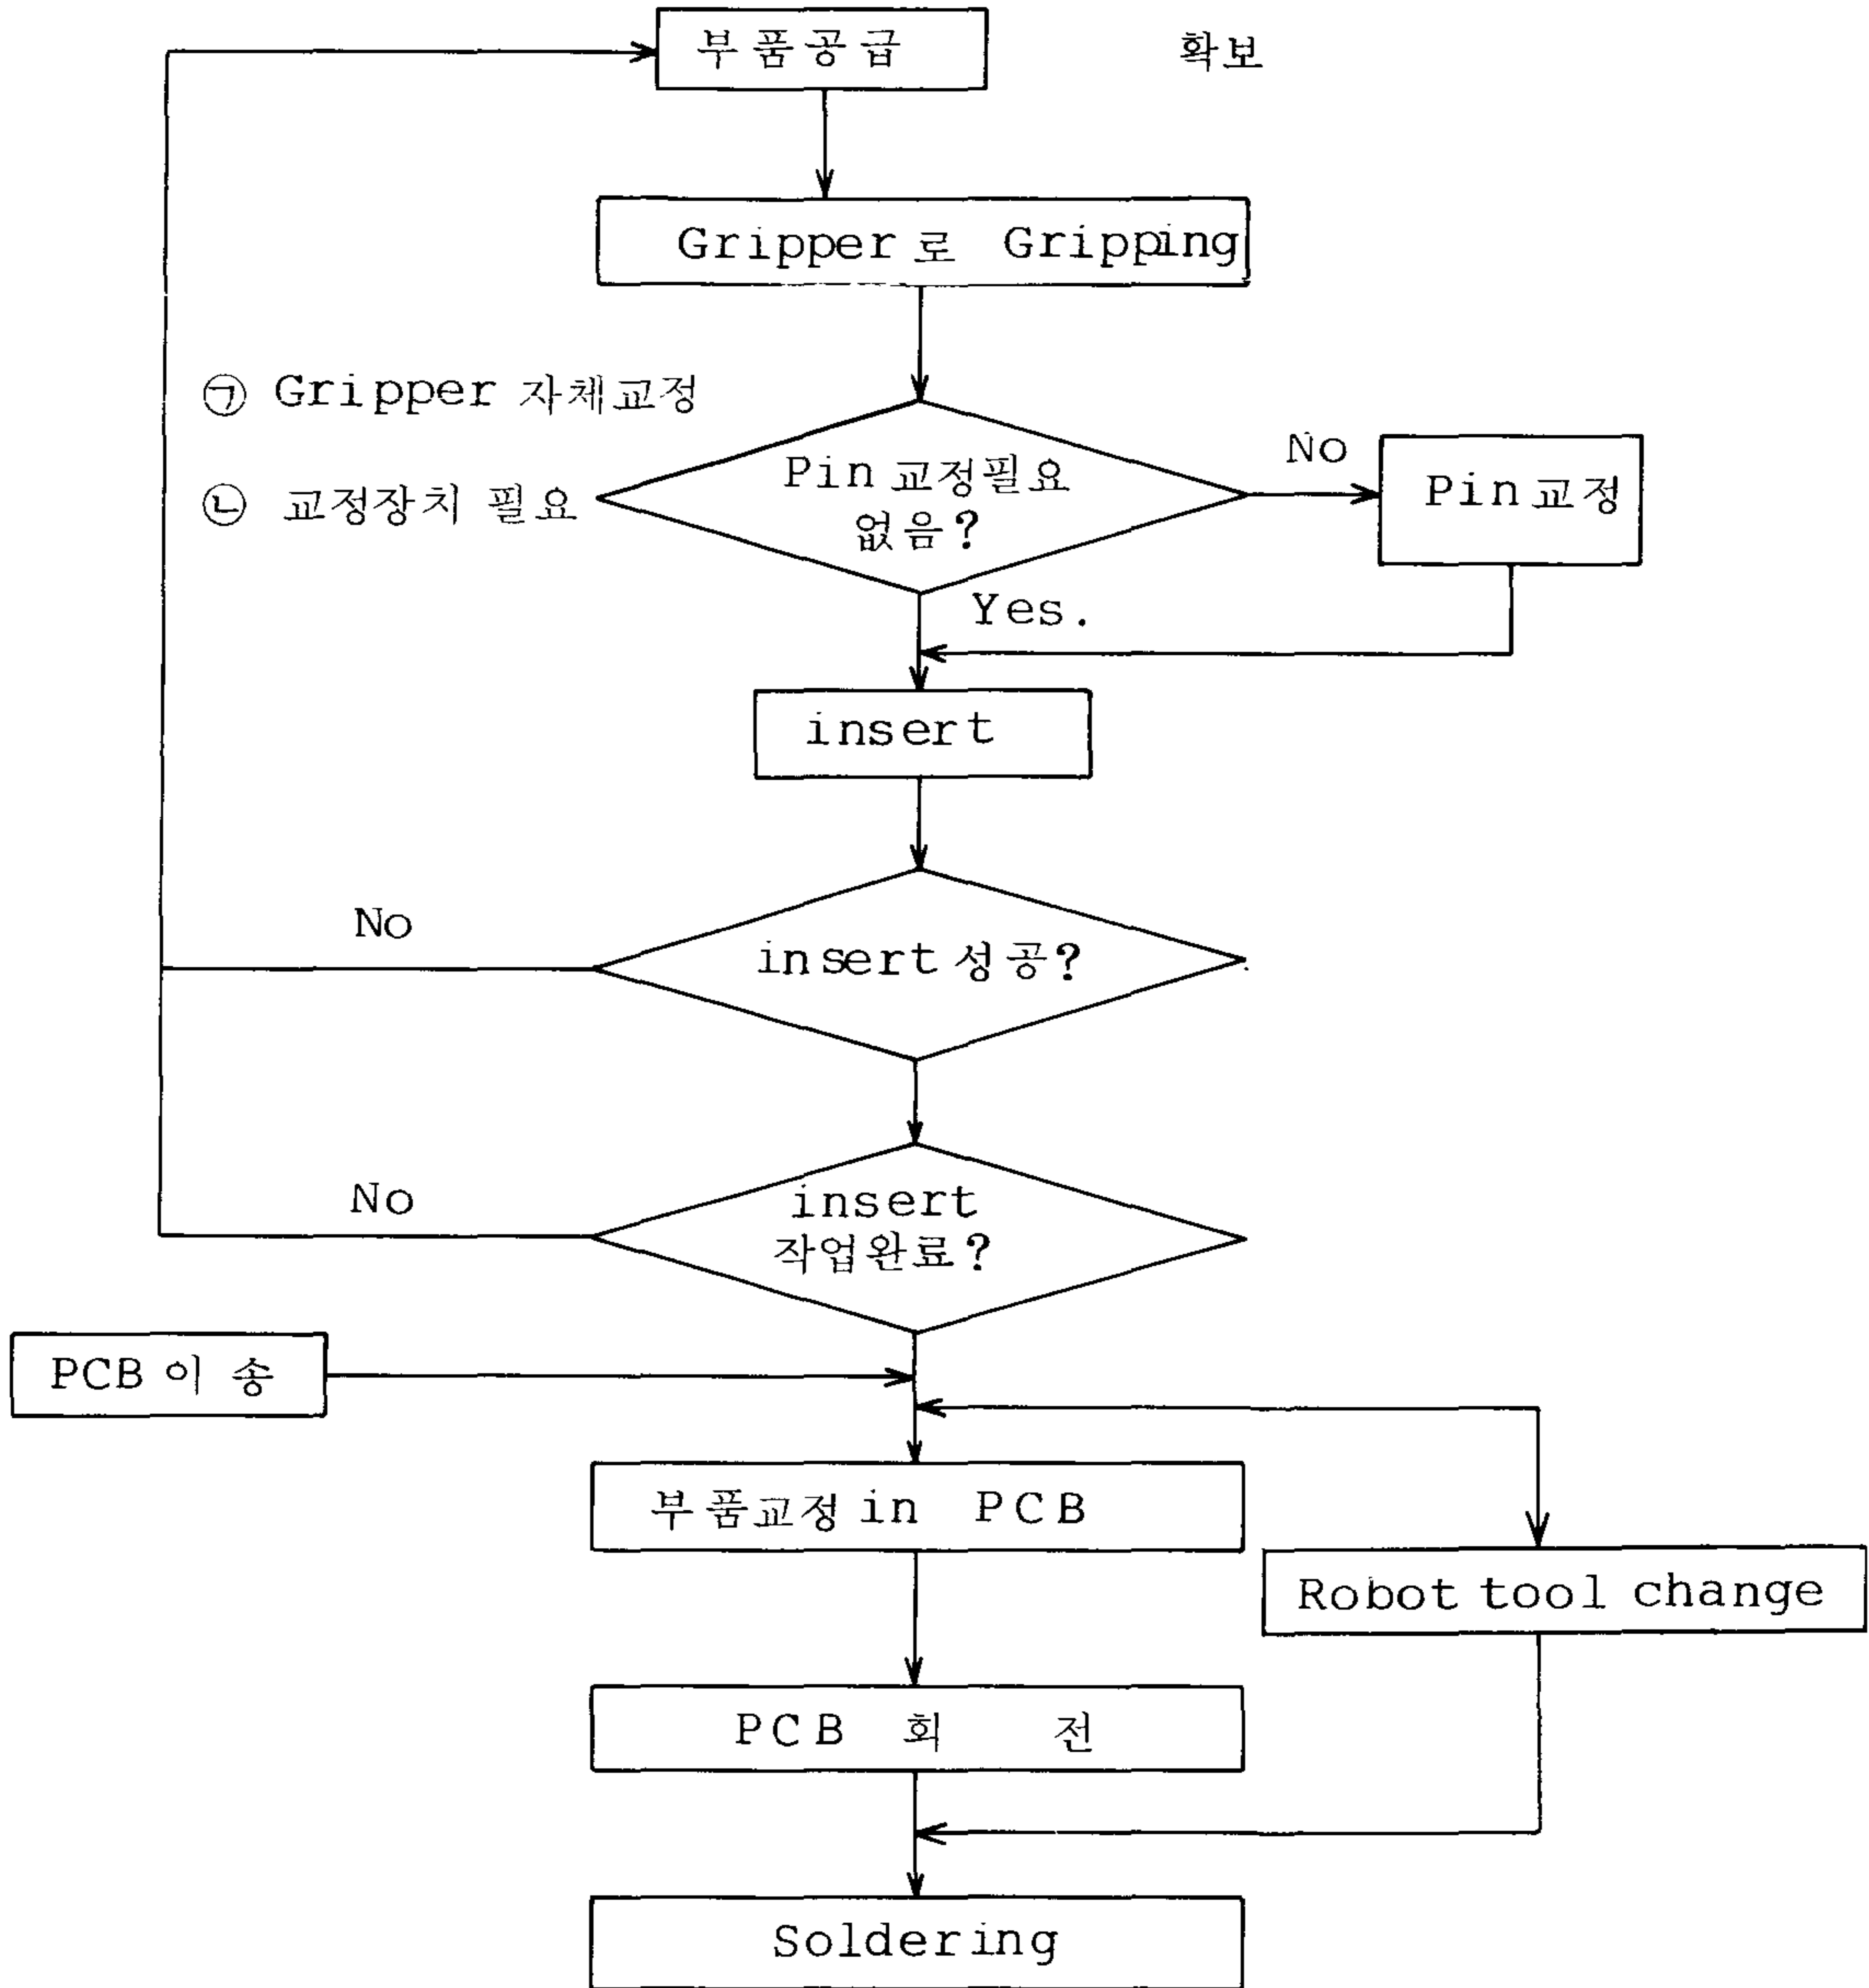 부품공급
확보
Gripper로 Gripping
㉠ Gripper 자체교정
㉡ 교정장치 필요
Pin 교정필요
없음?
No
Pin 교정
Yes.
insert
No
insert 성공?
No
insert
작업완료?
PCB 이송
부품교정 in PCB
Robot tool change
PCB 회 전
Soldering